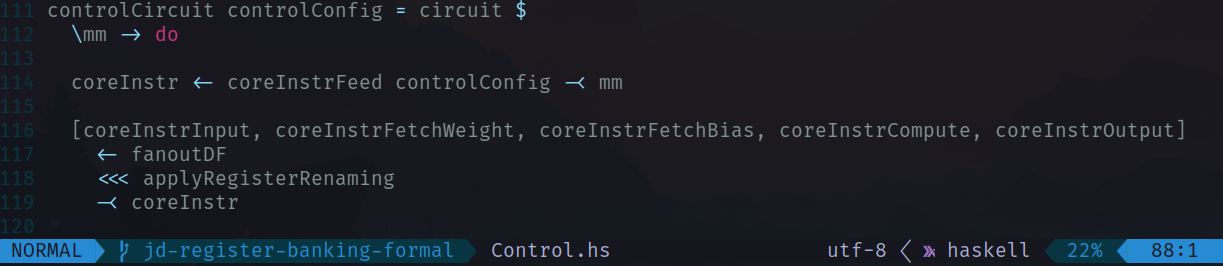 111 controlCircuit controlConfig = circuit $
112   \mm -> do
113
114   coreInstr <- coreInstrFeed controlConfig -< mm
115
116   [coreInstrInput, coreInstrFetchWeight, coreInstrFetchBias, coreInstrCompute, coreInstrOutput]
117     <- fanoutDF
118     <<< applyRegisterRenaming
119     -< coreInstr
120
NORMAL jd-register-banking-formal Control.hs utf-8 haskell 22% 88:1